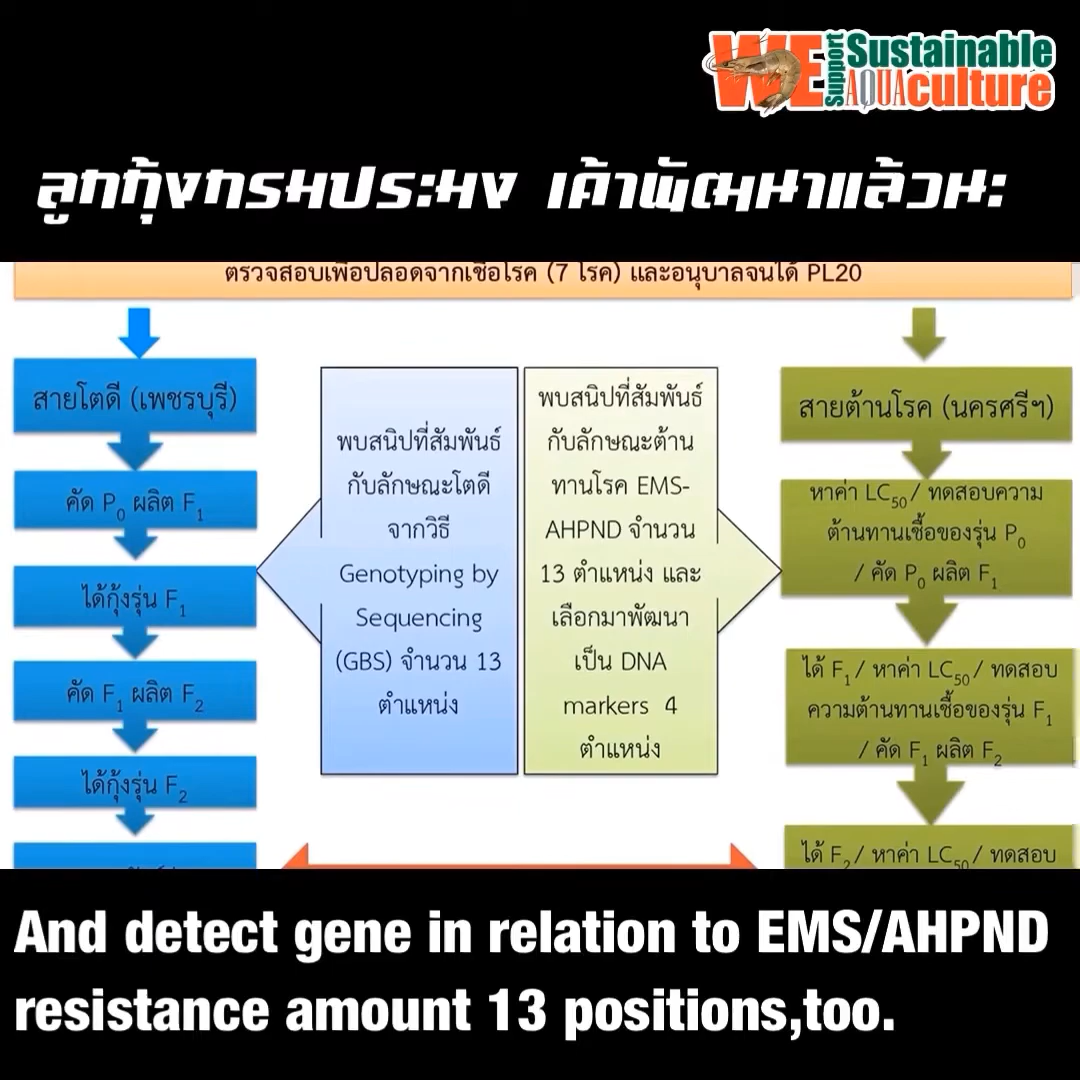 WE Support Sustainable AQUAculture
ลูกกุ้งกรมประมง เค้าพัฒนาแล้วนะ
ตรวจสอบเพื่อปลอดจากเชื้อโรค (7 โรค) และอนุบาลจนได้ PL20
สายโตดี (เพชรบุรี)
คัด P0 ผลิต F1
ได้กุ้งรุ่น F1
คัด F1 ผลิต F2
ได้กุ้งรุ่น F2
พบสนิปที่สัมพันธ์
กับลักษณะโตดี
จากวิธี
Genotyping by
Sequencing
(GBS) จำนวน 13
ตำแหน่ง
พบสนิปที่สัมพันธ์
กับลักษณะต้าน
ทานโรค EMS-
AHPND จำนวน
13 ตำแหน่ง และ
เลือกมาพัฒนา
เป็น DNA
markers 4
ตำแหน่ง
สายต้านโรค (นครศรีฯ)
หาค่า LC50 / ทดสอบความ
ต้านทานเชื้อของรุ่น P0
/ คัด P0 ผลิต F1
ได้ F1 / หาค่า LC50 / ทดสอบ
ความต้านทานเชื้อของรุ่น F1
/ คัด F1 ผลิต F2
ได้ F2 / หาค่า LC50 / ทดสอบ
And detect gene in relation to EMS/AHPND
resistance amount 13 positions,too.